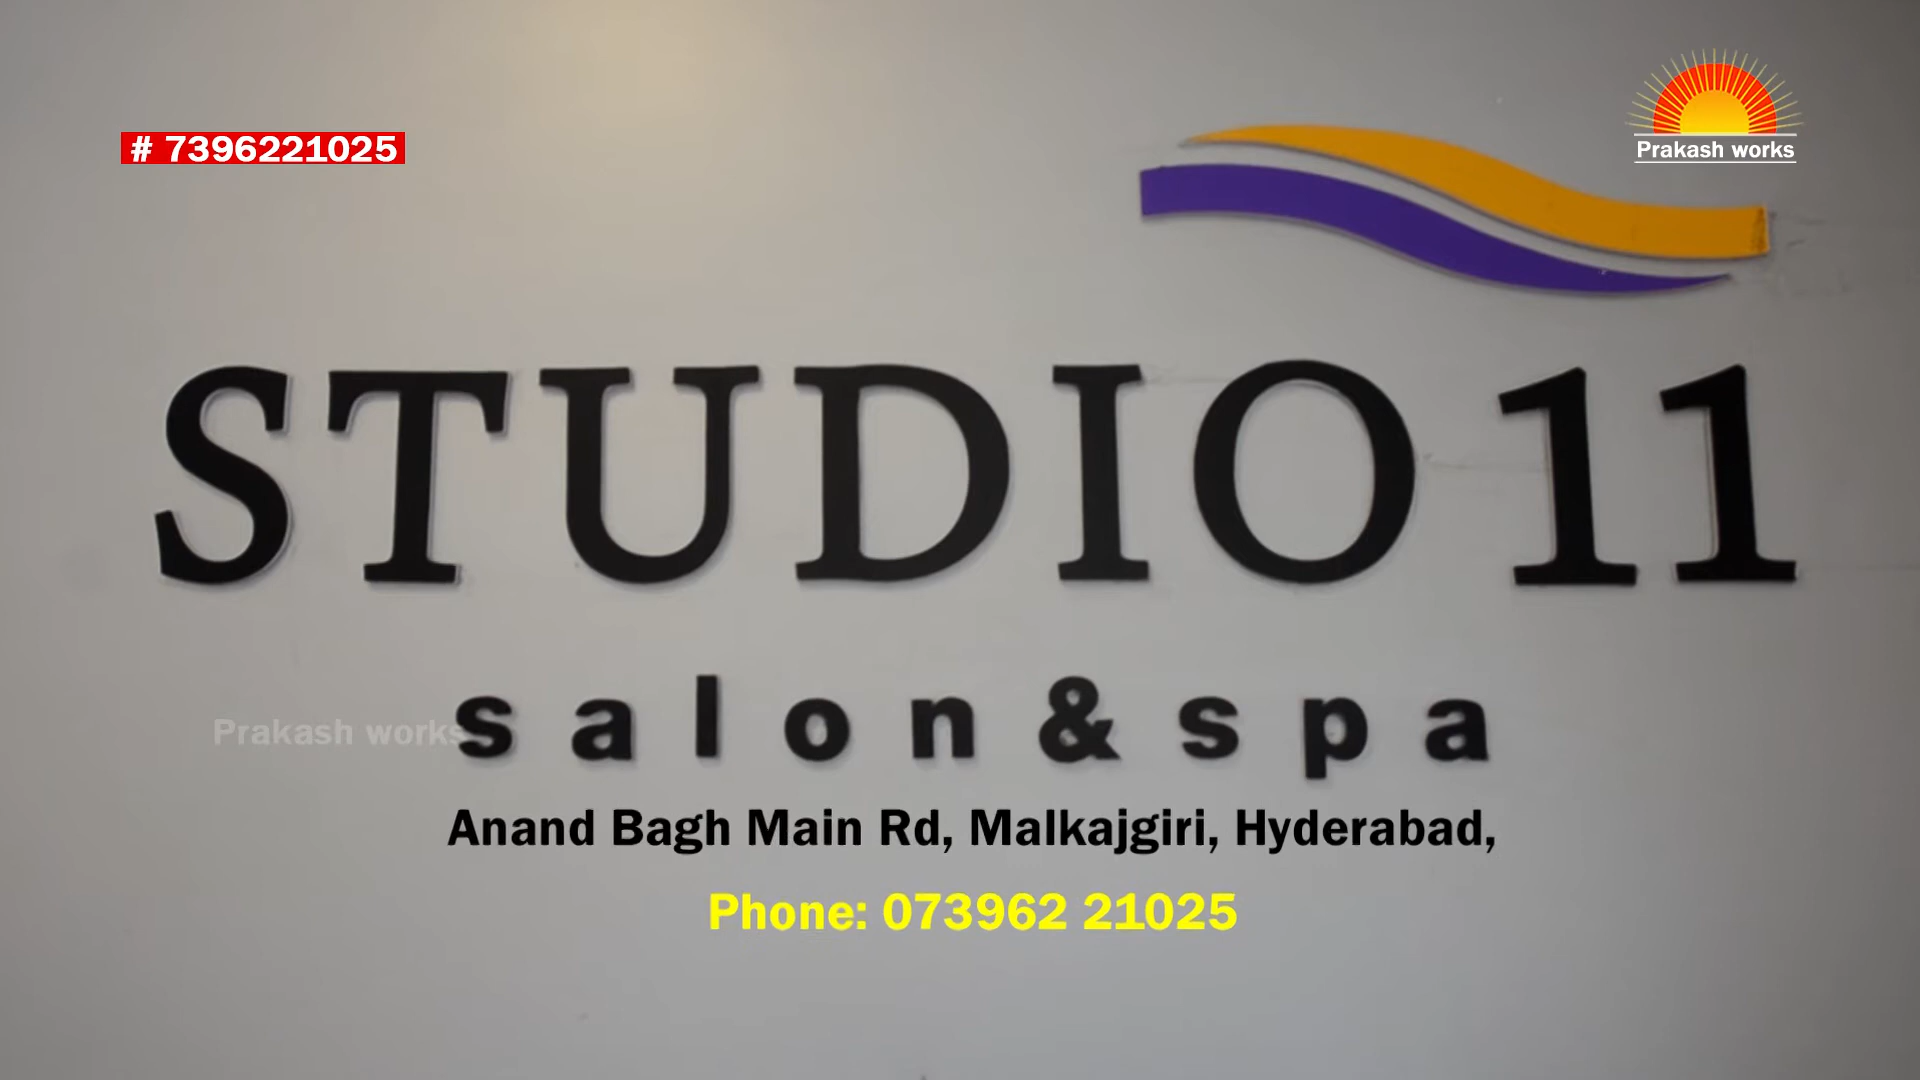 # 7396221025
Prakash works
STUDIO 11
salon&spa
Prakash works
Anand Bagh Main Rd, Malkajgiri, Hyderabad,
Phone: 073962 21025